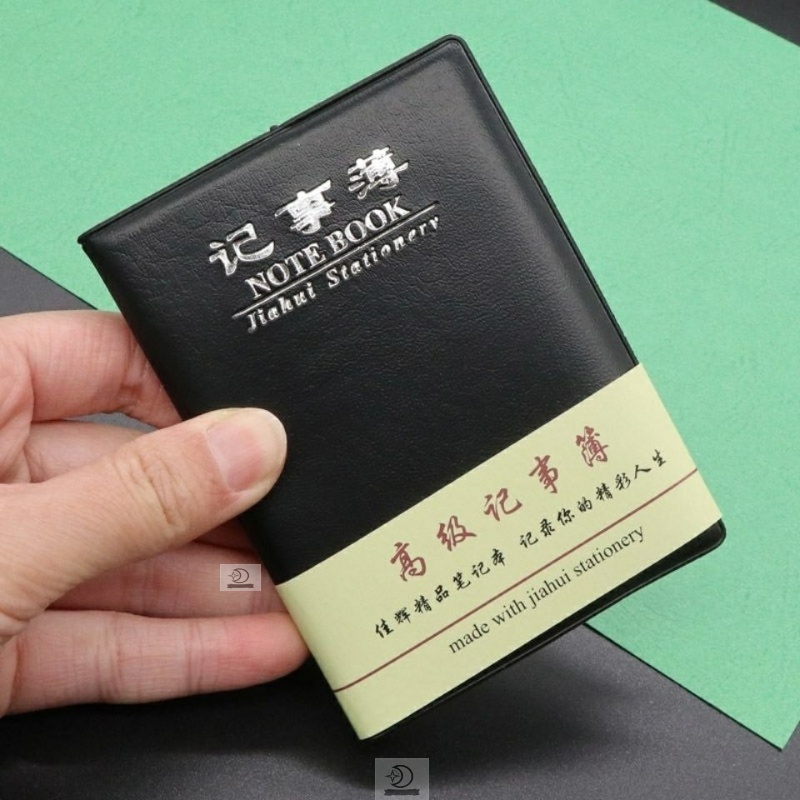 记事薄
NOTE BOOK
Jiahui Stationery
高级记事簿
佳辉精品笔记本 记录你的精彩人生
made with jiahui stationery